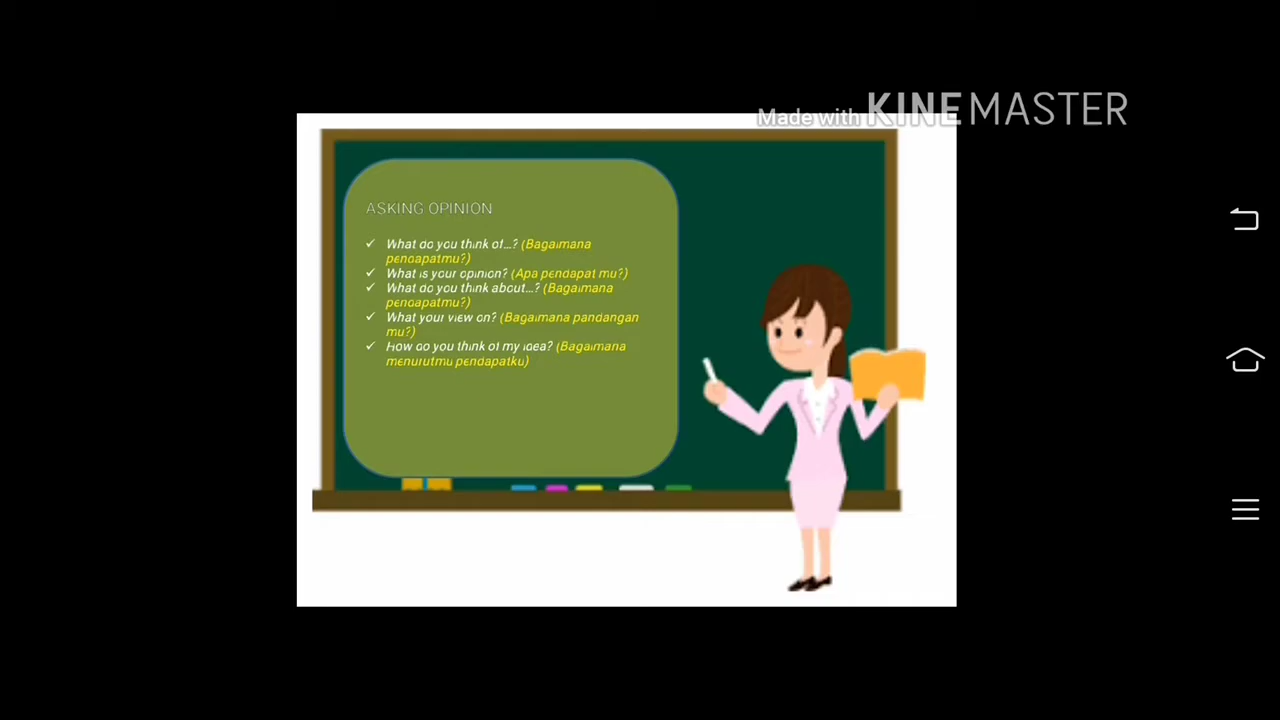 Made with KINEMASTER
ASKING OPINION
✓ What do you think of...? (Bagaimana
pendapatmu?)
✓ What is your opinion? (Apa pendapat mu?)
✓ What do you think about...? (Bagaimana
pendapatmu?)
✓ What your view on? (Bagaimana pandangan
mu?)
✓ How do you think of my idea? (Bagaimana
menurutmu pendapatku)